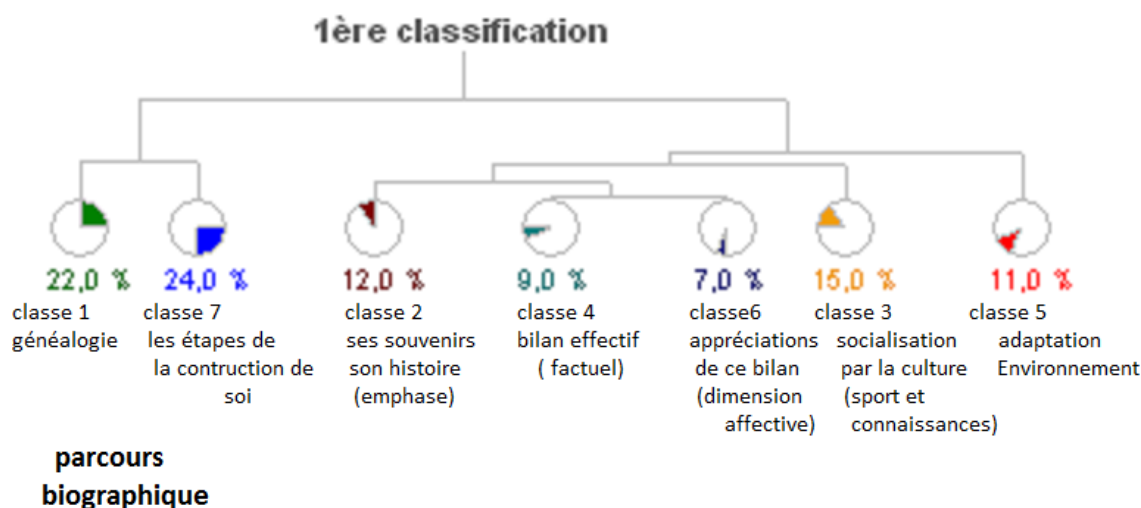 1ère classification
22,0 % 24,0 % 12,0 % 9,0 % 7,0 % 15,0 % 11,0 %
classe 1
généalogie
classe 7
les étapes de
la contruction de
soi
classe 2
ses souvenirs
son histoire
(emphase)
classe 4
bilan effectif
( factuel)
classe6
appréciations
de ce bilan
(dimension
affective)
classe 3
socialisation
par la culture
(sport et
connaissances)
classe 5
adaptation
Environnement
parcours
biographique